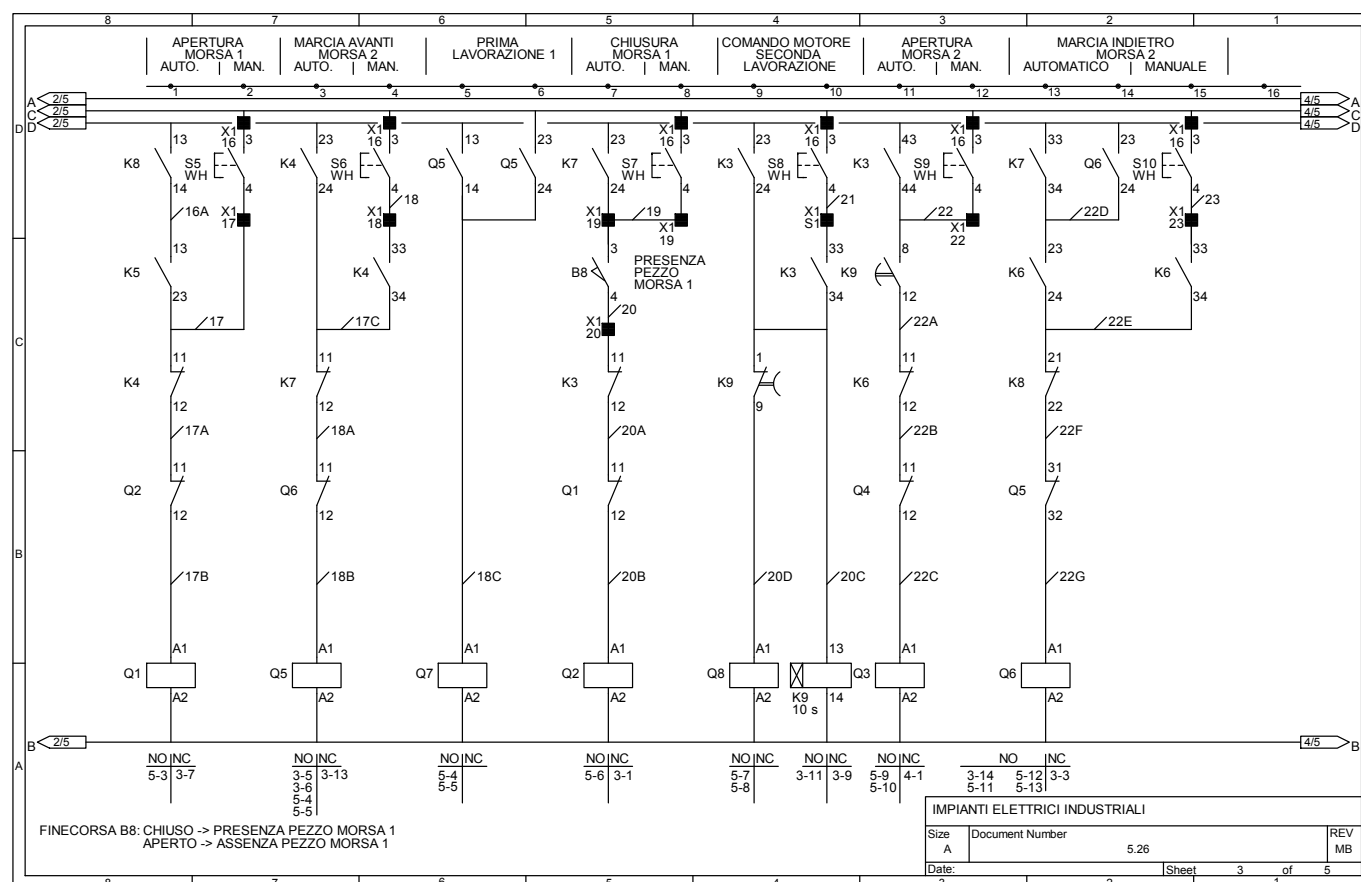 8 7 6 5 4 3 2 1
APERTURA MARCIA AVANTI PRIMA CHIUSURA COMANDO MOTORE APERTURA MARCIA INDIETRO
MORSA 1 MORSA 2 LAVORAZIONE 1 MORSA 1 SECONDA MORSA 2 MORSA 2
AUTO. MAN. AUTO. MAN. AUTO. MAN. LAVORAZIONE AUTO. MAN. AUTOMATICO MANUALE
1 2 3 4 5 6 7 8 9 10 11 12 13 14 15 16
A 2/5 4/5 A
C 2/5 4/5 C
D D 2/5 4/5 D
X1 X1 X1 X1 X1 X1
13 16 3 23 16 3 13 23 23 16 3 23 16 3 43 16 3 33 23 16 3
K8 S5 K4 S6 Q5 Q5 K7 S7 K3 S8 K3 S9 K7 Q6 S10
WH WH WH WH WH WH
14 4 24 4 14 24 24 4 24 4 44 4 34 24 4
16A 18 19 21 22 22D 23
X1 X1 X1 X1 X1 X1 X1
17 18 19 19 S1 22 23
13 33 3 33 8 23 33
K5 K4 B8 K3 K9 K6 K6
PRESENZA
PEZZO
MORSA 1
23 34 4 34 12 24 34
17 17C 20 22A 22E
X1
20
C
11 11 11 1 11 21
K4 K7 K3 K9 K6 K8
12 12 12 9 12 22
17A 18A 20A 22B 22F
11 11 11 11 31
Q2 Q6 Q1 Q4 Q5
12 12 12 12 32
B
17B 18B 18C 20B 20D 20C 22C 22G
A1 A1 A1 A1 A1 13 A1 A1
Q1 Q5 Q7 Q2 Q8 Q3 Q6
A2 A2 A2 A2 A2 K9 14 A2 A2
10 s
B 2/5 4/5 B
A
NO NC NO NC NO NC NO NC NO NC NO NC NO NC NO NC
5-3 3-7 3-5 3-13 5-4 5-6 3-1 5-7 3-11 3-9 5-9 4-1 3-14 5-12 3-3
3-6 5-5 5-8 5-10 5-11 5-13
5-4
5-5
FINECORSA B8: CHIUSO -> PRESENZA PEZZO MORSA 1
APERTO -> ASSENZA PEZZO MORSA 1
IMPIANTI ELETTRICI INDUSTRIALI
Size Document Number REV
A 5.26 MB
Date: Sheet 3 of 5
8 7 6 5 4 3 2 1